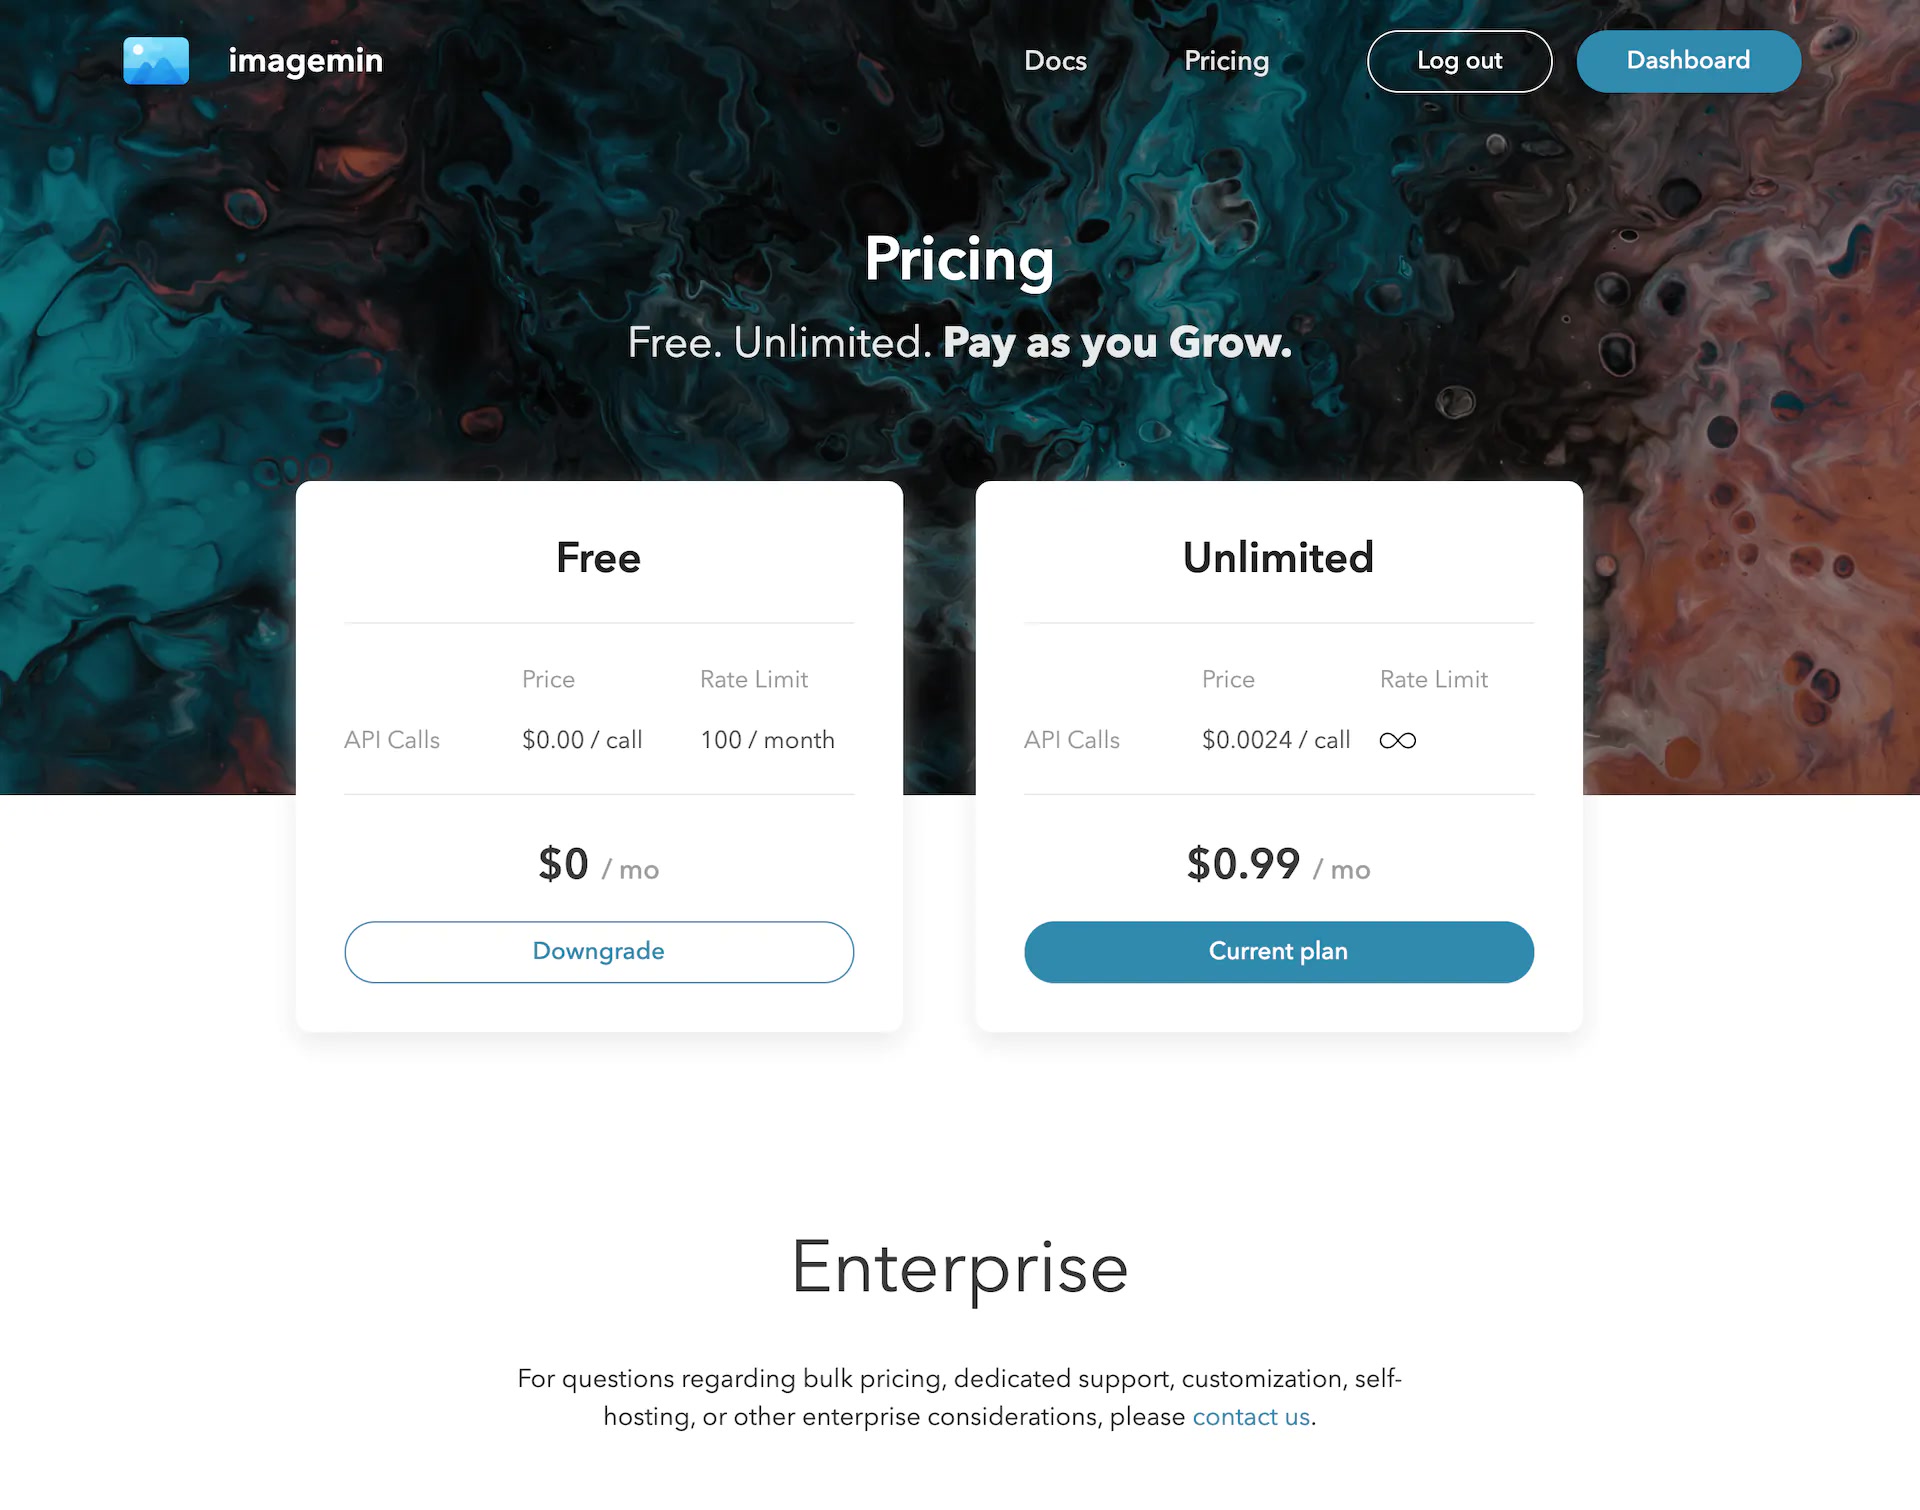 imagemin
Docs
Pricing
Log out
Dashboard
Pricing
Free. Unlimited. Pay as you Grow.
Free
Price
Rate Limit
API Calls
$0.00 / call
100 / month
$0 / mo
Downgrade
Unlimited
Price
Rate Limit
API Calls
$0.0024 / call
∞
$0.99 / mo
Current plan
Enterprise
For questions regarding bulk pricing, dedicated support, customization, self-
hosting, or other enterprise considerations, please contact us.